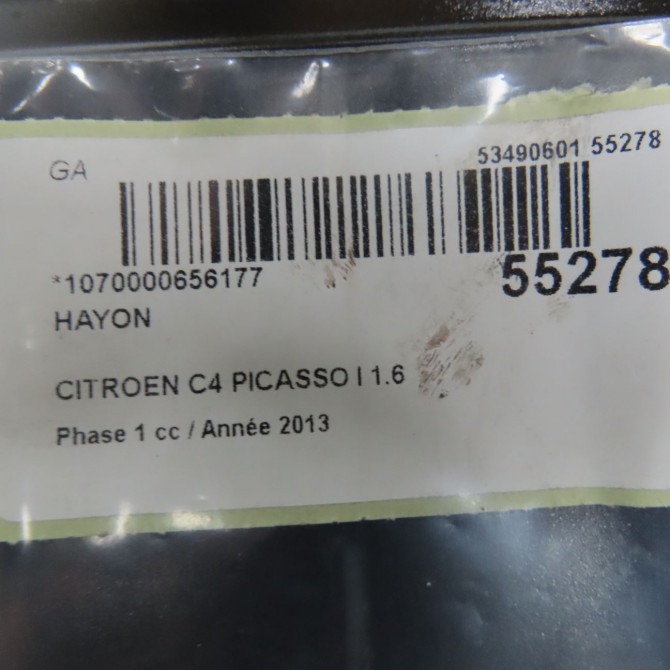 GA
53490601 55278
*1070000656177
55278
HAYON
CITROEN C4 PICASSO I 1.6
Phase 1 cc / Année 2013